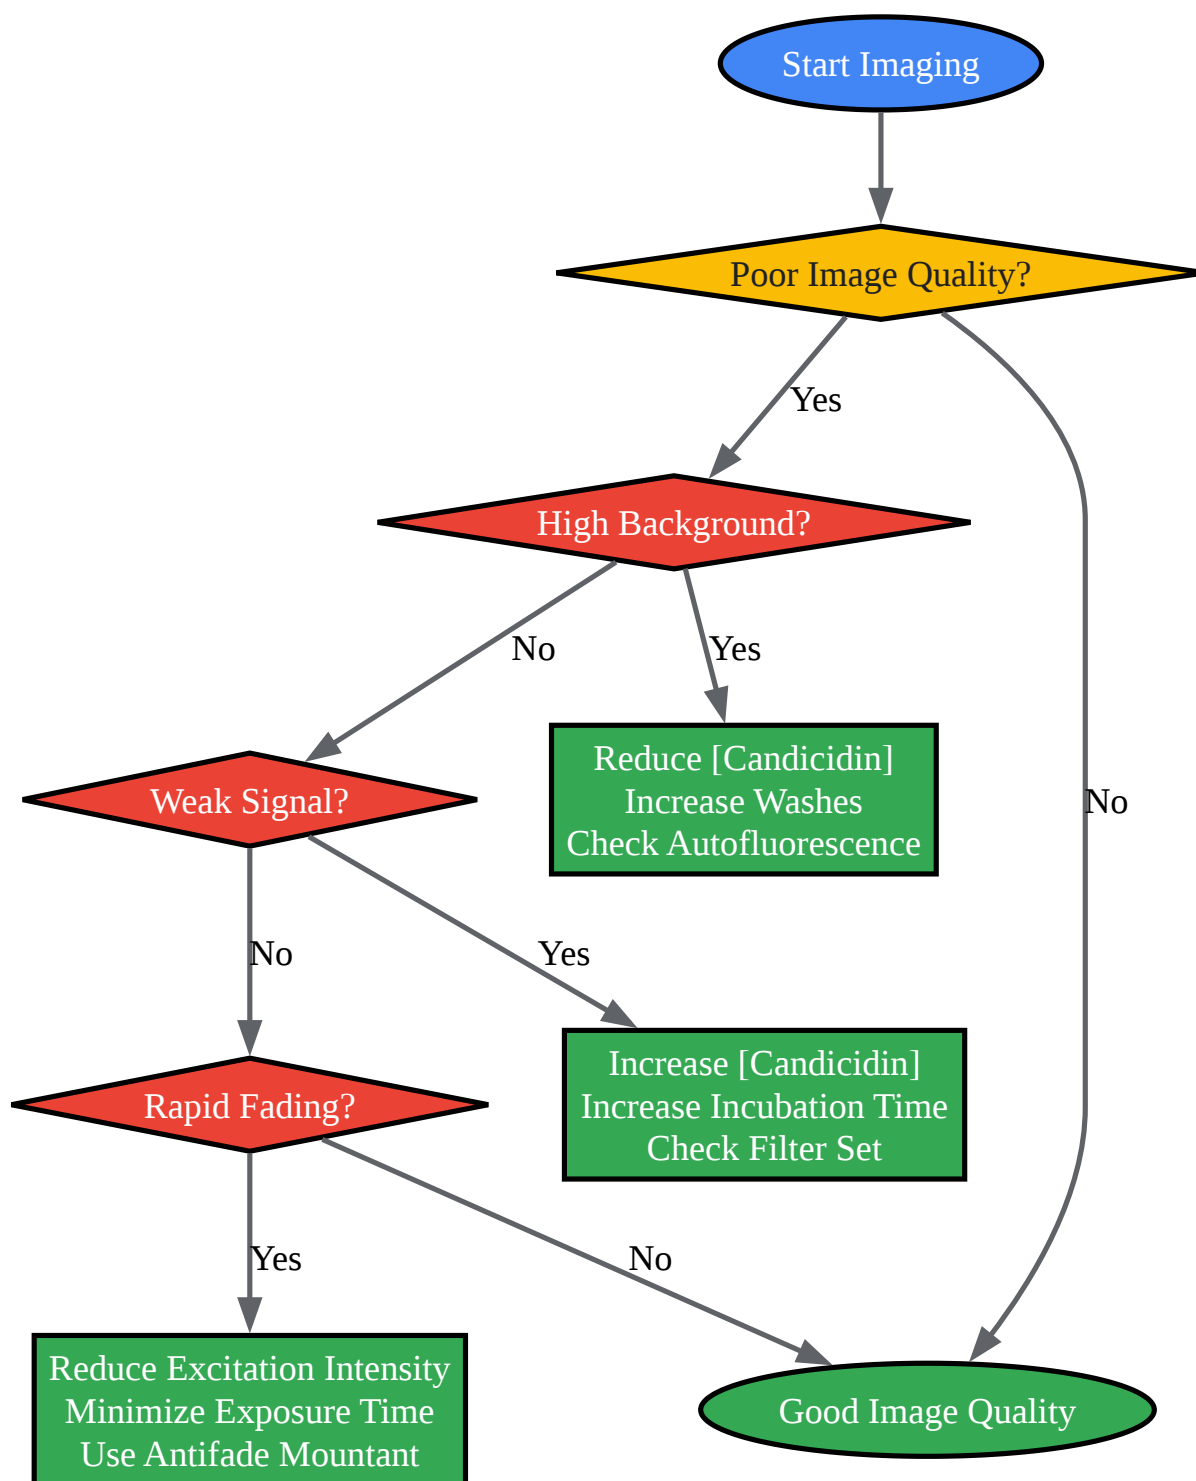 Start Imaging
Poor Image Quality?
Yes
High Background?
No
Yes
Reduce [Candicidin]
Increase Washes
Check Autofluorescence
Weak Signal?
No
No
Yes
Increase [Candicidin]
Increase Incubation Time
Check Filter Set
Rapid Fading?
Yes
No
Reduce Excitation Intensity
Minimize Exposure Time
Use Antifade Mountant
Good Image Quality